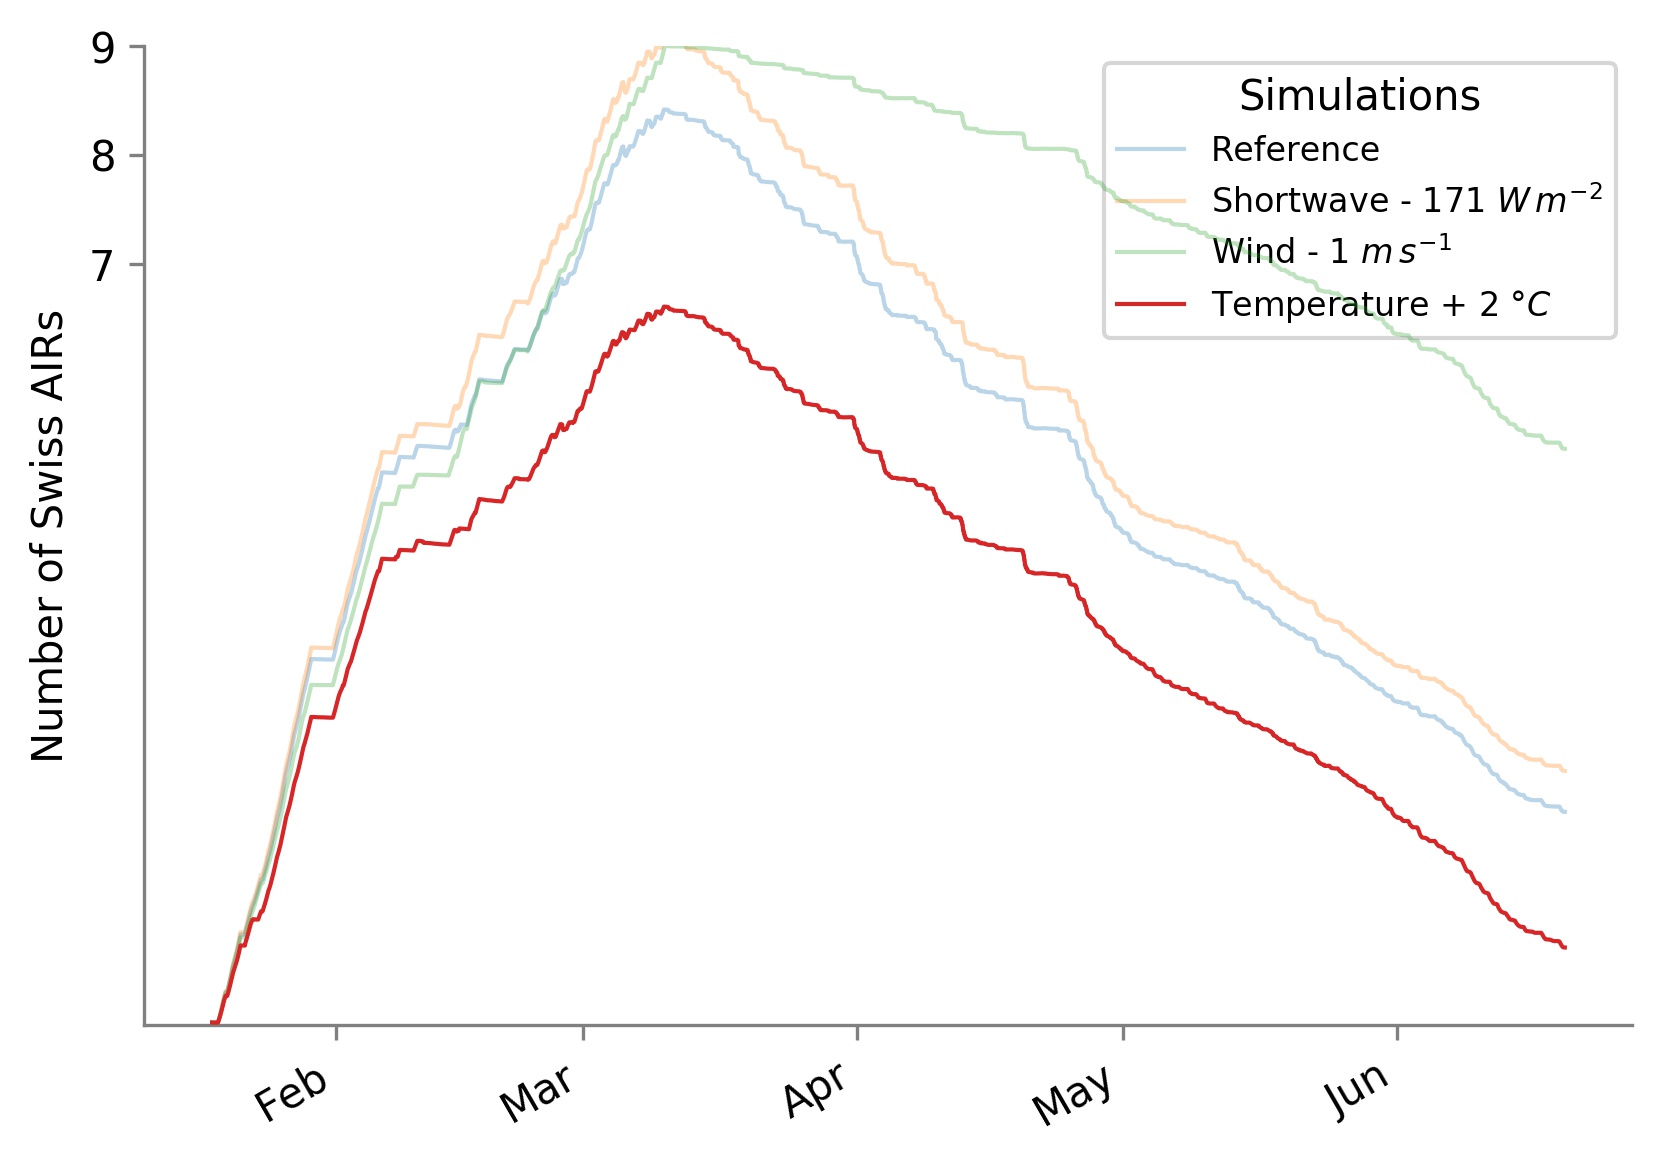 9
8
7
Number of Swiss AIRs
Simulations
Reference
Shortwave - 171 W m⁻²
Wind - 1 m s⁻¹
Temperature + 2 °C
Feb
Mar
Apr
May
Jun